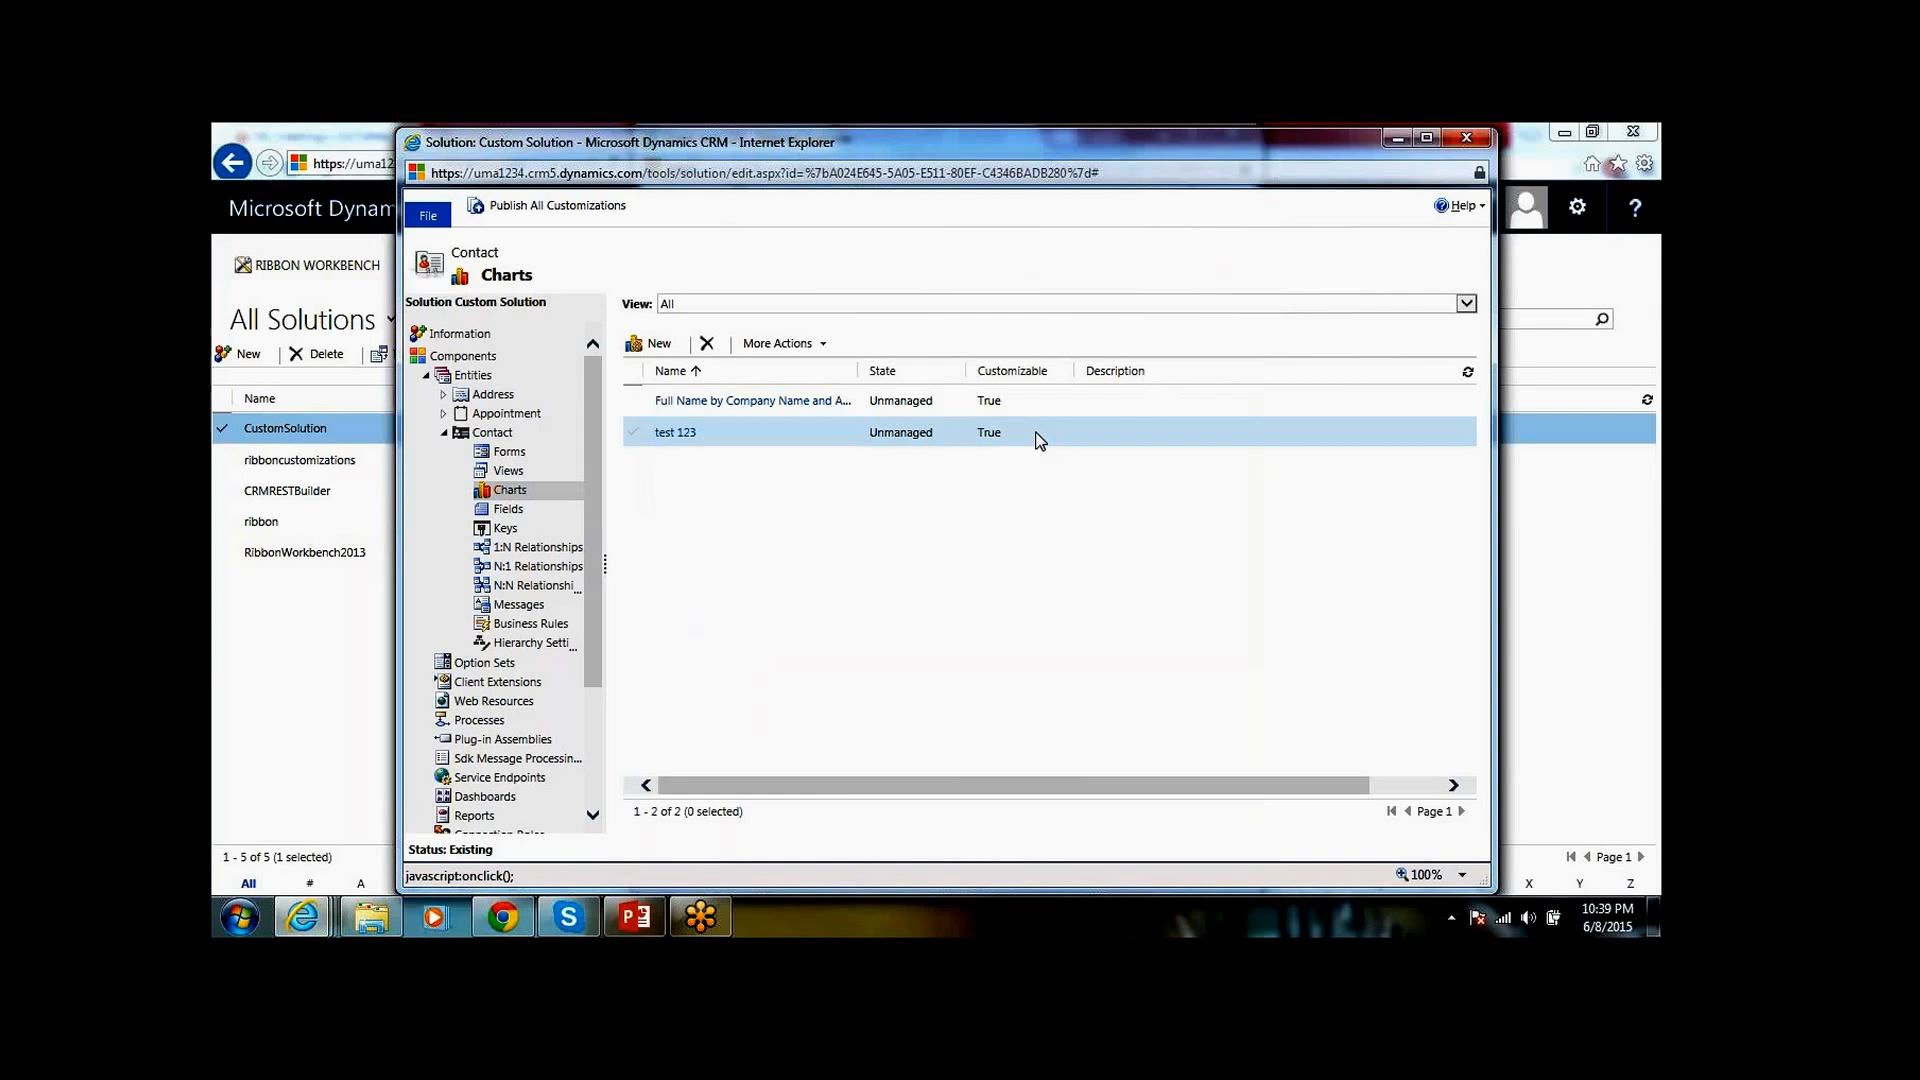 Solution: Custom Solution - Microsoft Dynamics CRM - Internet Explorer
https://uma12
https://uma1234.crm5.dynamics.com/tools/solution/edit.aspx?id=%7bA024E645-5A05-E511-80EF-C4346BADB280%7d#
Microsoft Dynam
File
Publish All Customizations
Help
?
RIBBON WORKBENCH
Contact
Charts
All Solutions
Solution Custom Solution
View: All
New
Delete
Information
Components
Entities
Address
Appointment
Contact
Forms
Views
Charts
Fields
Keys
1:N Relationships
N:1 Relationships
N:N Relationshi...
Messages
Business Rules
Hierarchy Setti...
Option Sets
Client Extensions
Web Resources
Processes
Plug-in Assemblies
Sdk Message Processin...
Service Endpoints
Dashboards
Reports
New
More Actions
Name State Customizable Description
Full Name by Company Name and A... Unmanaged True
test 123 Unmanaged True
Name
CustomSolution
ribboncustomizations
CRMRESTBuilder
ribbon
RibbonWorkbench2013
1 - 2 of 2 (0 selected)
Page 1
Status: Existing
1 - 5 of 5 (1 selected)
Page 1
javascript:onclick();
100%
All # A
X Y Z
10:39 PM
6/8/2015